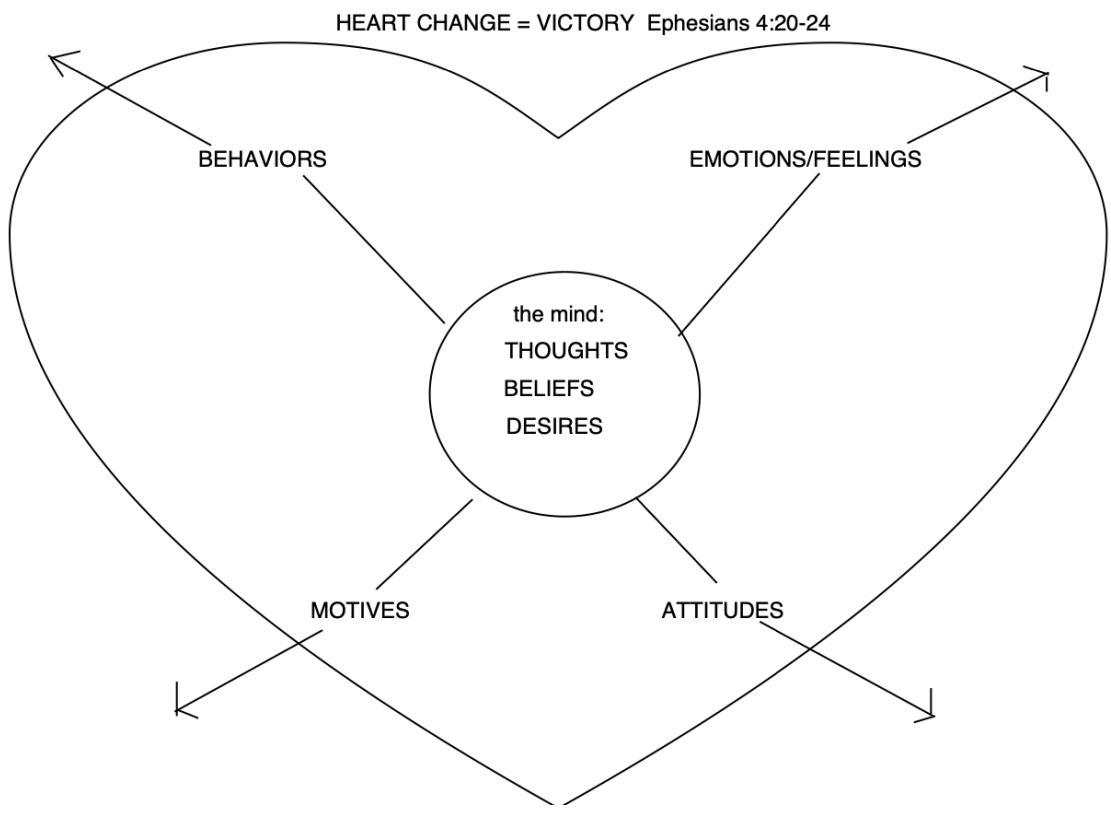 HEART CHANGE = VICTORY  Ephesians 4:20-24
BEHAVIORS
EMOTIONS/FEELINGS
the mind:
THOUGHTS
BELIEFS
DESIRES
MOTIVES
ATTITUDES